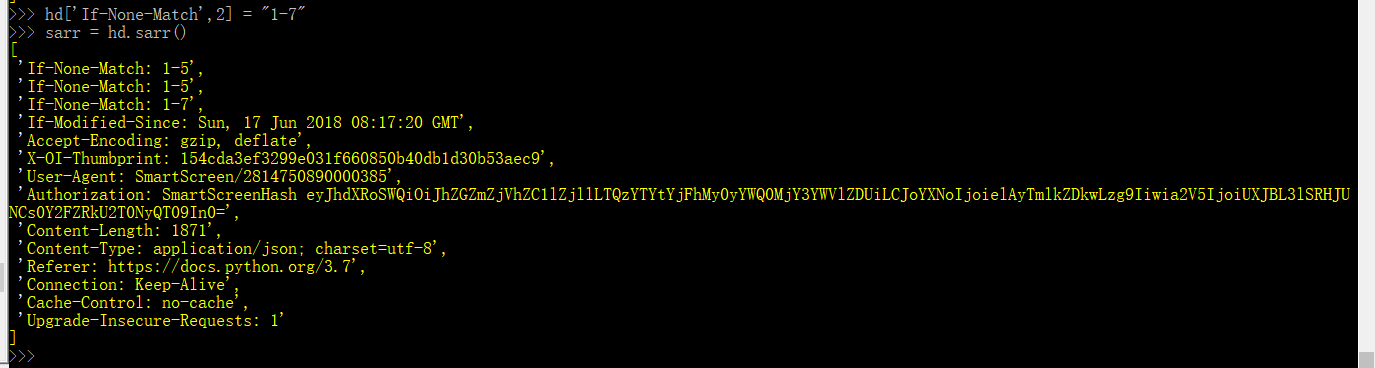 >>> hd['If-None-Match',2] = "1-7"
>>> sarr = hd.sarr()
[
'If-None-Match: 1-5',
'If-None-Match: 1-5',
'If-None-Match: 1-7',
'If-Modified-Since: Sun, 17 Jun 2018 08:17:20 GMT',
'Accept-Encoding: gzip, deflate',
'X-OI-Thumbprint: 154cda3ef3299e031f660850b40db1d30b53aec9',
'User-Agent: SmartScreen/2814750890000385',
'Authorization: SmartScreenHash eyJhdXRoSWQiOiJhZGZmZjVhZC1lZjllLTQzYTYtYjFhMy0yYWQ0MjY3YWVlZDUiLCJoYXNoIjoielAyTmlkZDkwLzg9Iiwia2V5IjoiUXJBL3lSRHJU
NCs0Y2FZRkU2T0NyQT09In0=',
'Content-Length: 1871',
'Content-Type: application/json; charset=utf-8',
'Referer: https://docs.python.org/3.7',
'Connection: Keep-Alive',
'Cache-Control: no-cache',
'Upgrade-Insecure-Requests: 1'
]
>>>